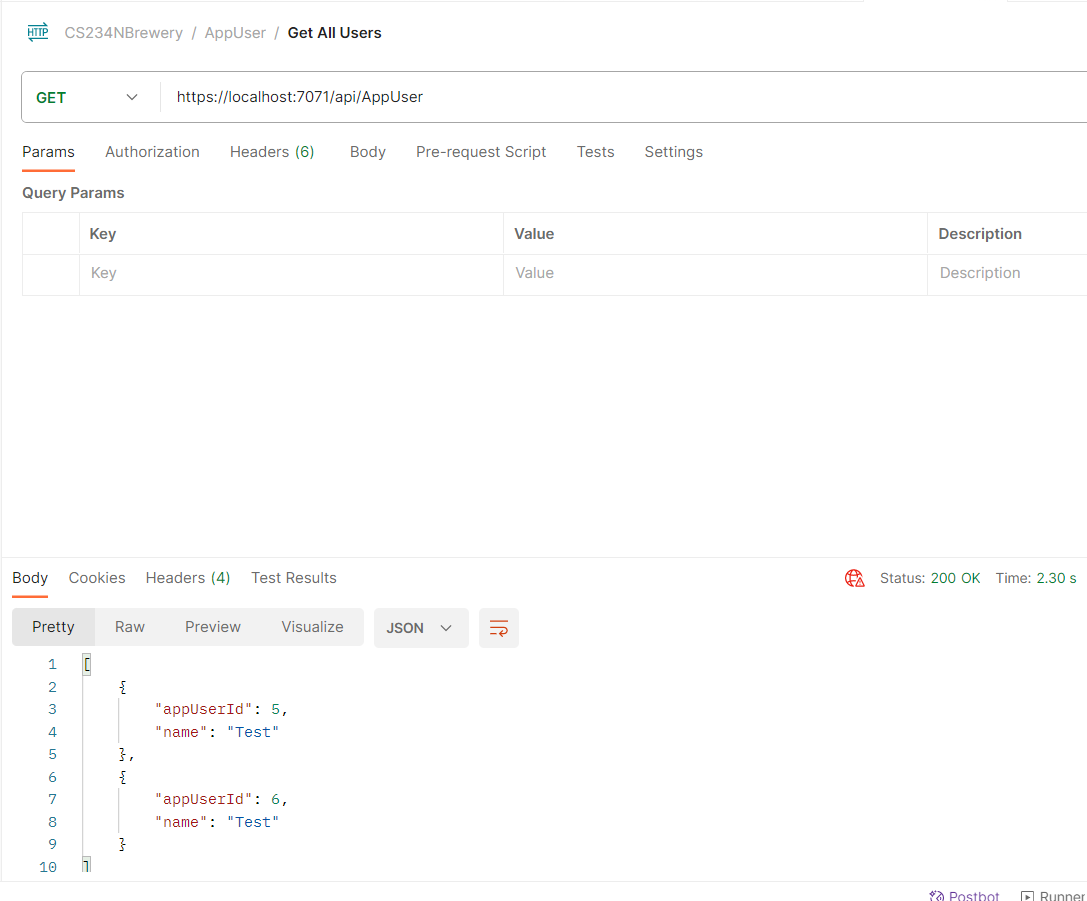 HTTP CS234NBrewery / AppUser / Get All Users
GET https://localhost:7071/api/AppUser
Params Authorization Headers (6) Body Pre-request Script Tests Settings
Query Params
Key Value Description
Key Value Description
Body Cookies Headers (4) Test Results Status: 200 OK Time: 2.30 s
Pretty Raw Preview Visualize JSON
1 [
2 {
3 "appUserId": 5,
4 "name": "Test"
5 },
6 {
7 "appUserId": 6,
8 "name": "Test"
9 }
10 ]
Postbot Runner